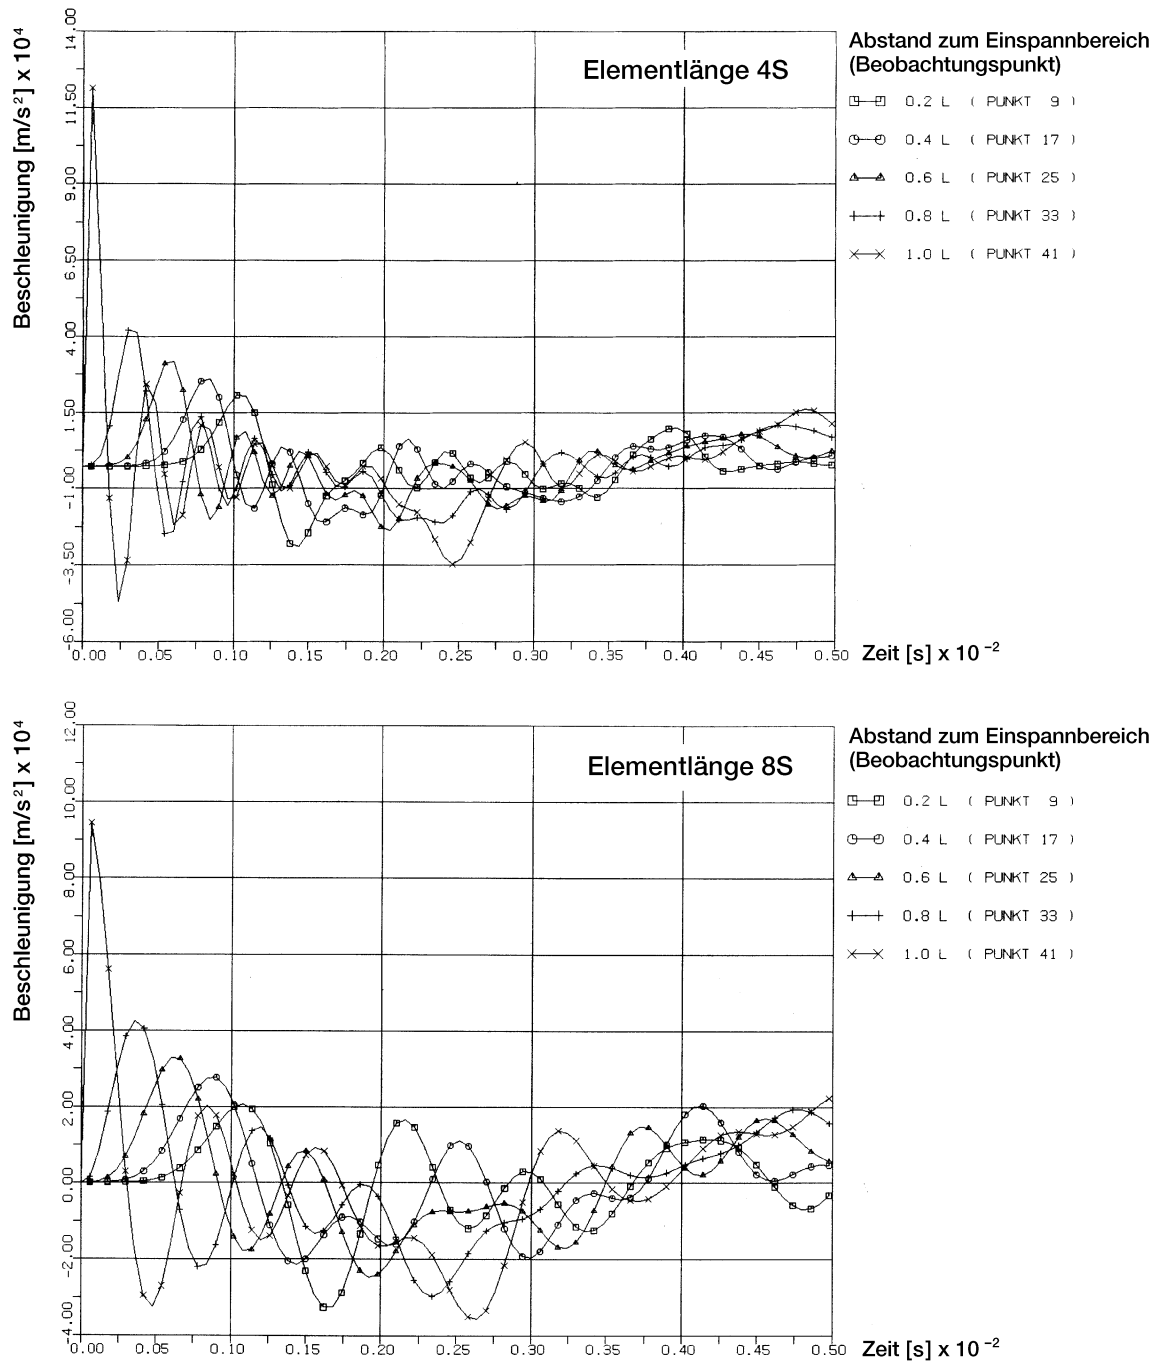 Elementlänge 4S
Beschleunigung [m/s²] x 10⁴
14.00
11.50
9.00
6.50
4.00
1.50
-1.00
-3.50
-6.00
0.00 0.05 0.10 0.15 0.20 0.25 0.30 0.35 0.40 0.45 0.50
Zeit [s] x 10⁻²
Abstand zum Einspannbereich
(Beobachtungspunkt)
0.2 L ( PUNKT 9 )
0.4 L ( PUNKT 17 )
0.6 L ( PUNKT 25 )
0.8 L ( PUNKT 33 )
1.0 L ( PUNKT 41 )
Elementlänge 8S
Beschleunigung [m/s²] x 10⁴
12.00
10.00
8.00
6.00
4.00
2.00
0.00
-2.00
-4.00
0.00 0.05 0.10 0.15 0.20 0.25 0.30 0.35 0.40 0.45 0.50
Zeit [s] x 10⁻²
Abstand zum Einspannbereich
(Beobachtungspunkt)
0.2 L ( PUNKT 9 )
0.4 L ( PUNKT 17 )
0.6 L ( PUNKT 25 )
0.8 L ( PUNKT 33 )
1.0 L ( PUNKT 41 )